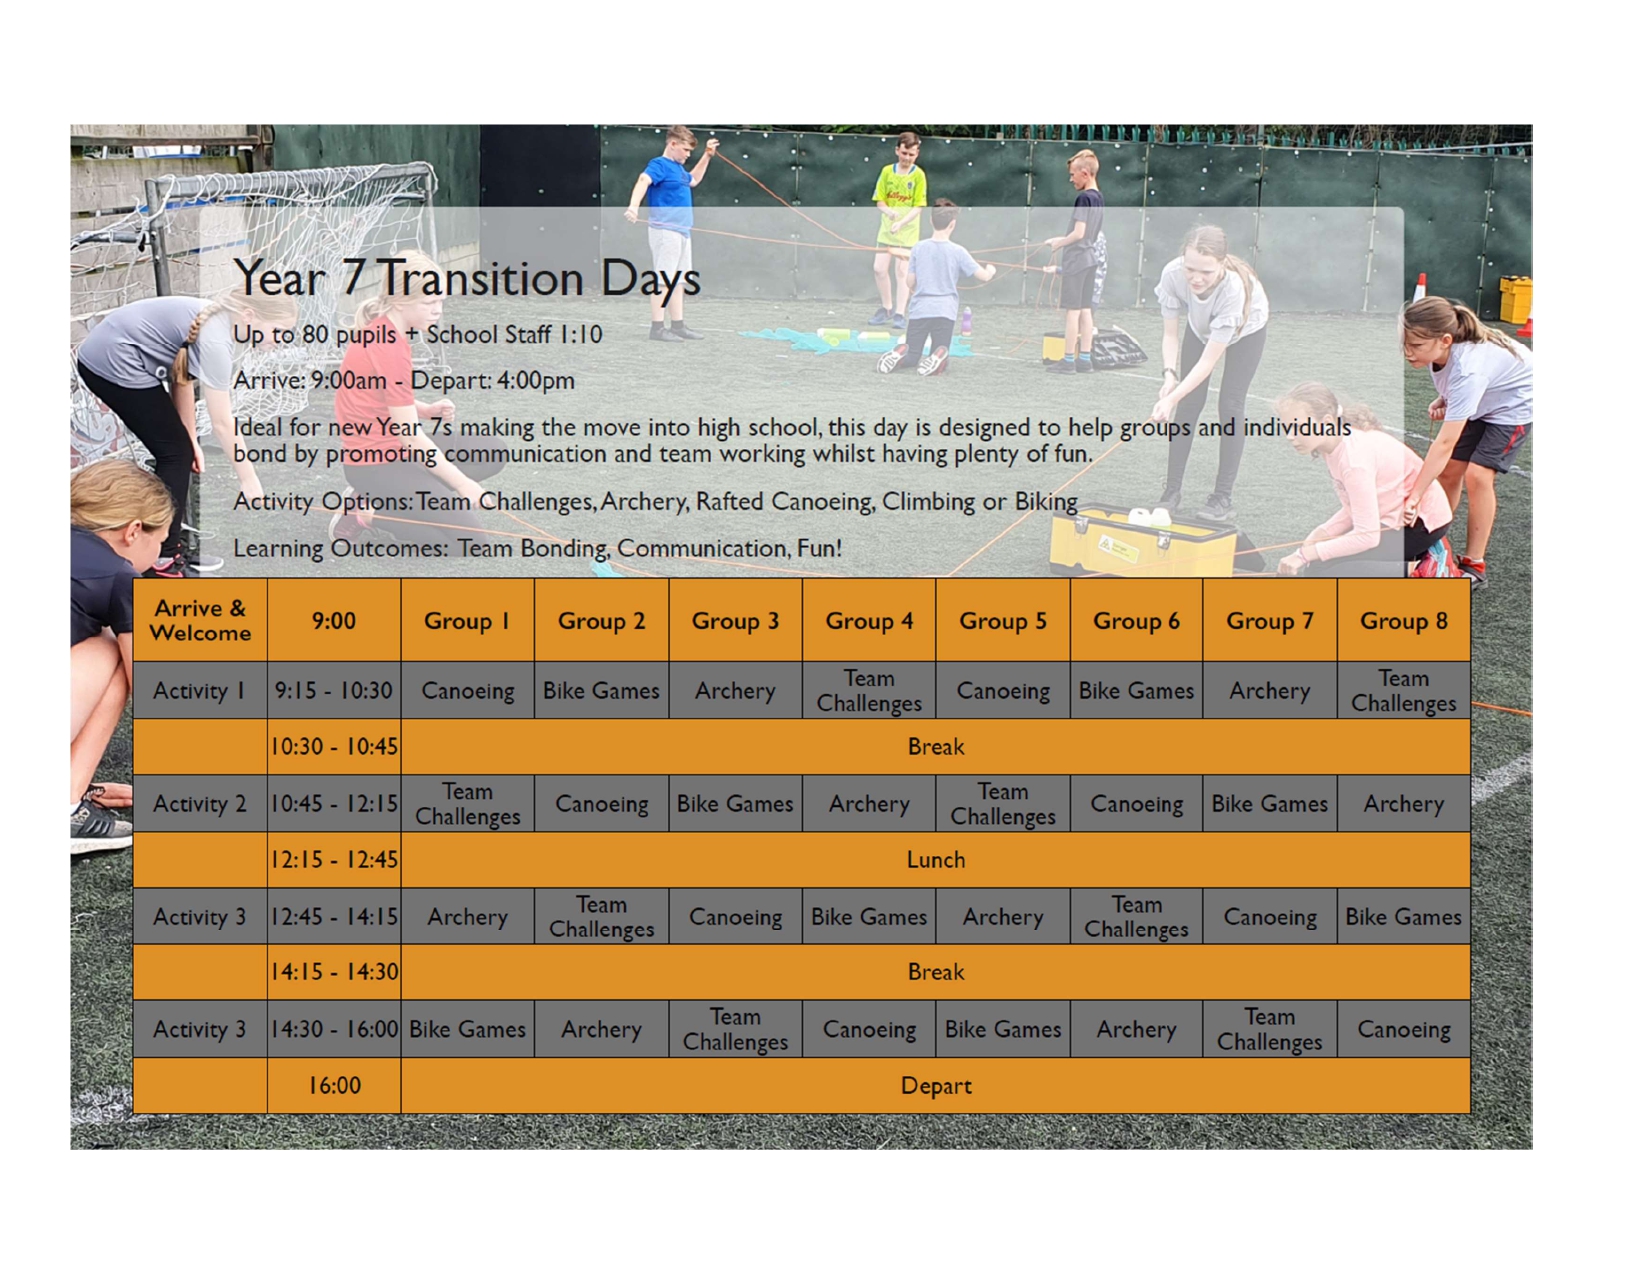 Year 7 Transition Days
Up to 80 pupils + School Staff 1:10
Arrive: 9:00am - Depart: 4:00pm
Ideal for new Year 7s making the move into high school, this day is designed to help groups and individuals
bond by promoting communication and team working whilst having plenty of fun.
Activity Options: Team Challenges, Archery, Rafted Canoeing, Climbing or Biking
Learning Outcomes: Team Bonding, Communication, Fun!
Arrive & Welcome 9:00 Group 1 Group 2 Group 3 Group 4 Group 5 Group 6 Group 7 Group 8
Activity 1 9:15 - 10:30 Canoeing Bike Games Archery Team Challenges Canoeing Bike Games Archery Team Challenges
10:30 - 10:45 Break
Activity 2 10:45 - 12:15 Team Challenges Canoeing Bike Games Archery Team Challenges Canoeing Bike Games Archery
12:15 - 12:45 Lunch
Activity 3 12:45 - 14:15 Archery Team Challenges Canoeing Bike Games Archery Team Challenges Canoeing Bike Games
14:15 - 14:30 Break
Activity 3 14:30 - 16:00 Bike Games Archery Team Challenges Canoeing Bike Games Archery Team Challenges Canoeing
16:00 Depart